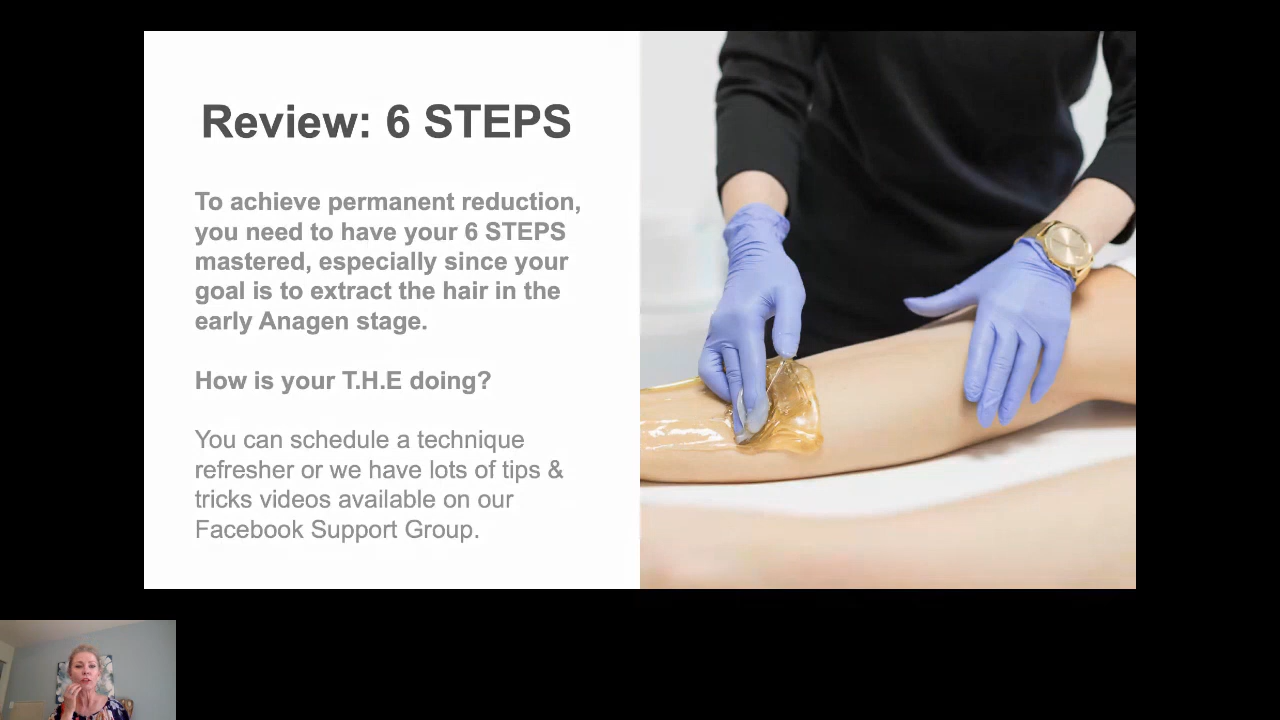 Review: 6 STEPS
To achieve permanent reduction,
you need to have your 6 STEPS
mastered, especially since your
goal is to extract the hair in the
early Anagen stage.
How is your T.H.E doing?
You can schedule a technique
refresher or we have lots of tips &
tricks videos available on our
Facebook Support Group.